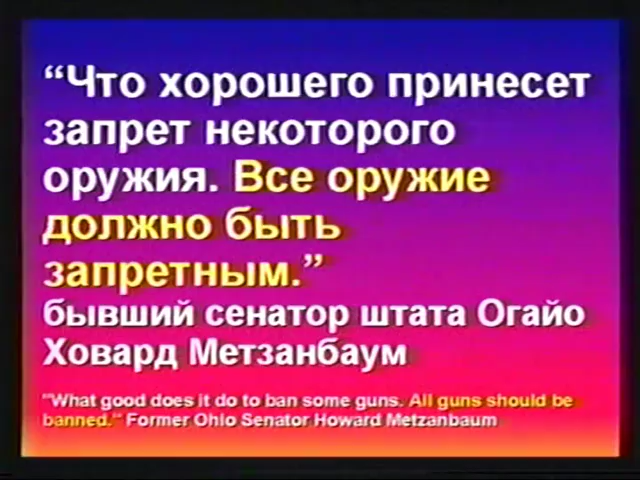 “Что хорошего принесет
запрет некоторого
оружия. Все оружие
должно быть
запретным.”
бывший сенатор штата Огайо
Ховард Метзанбаум
"What good does it do to ban some guns. All guns should be
banned." Former Ohio Senator Howard Metzanbaum